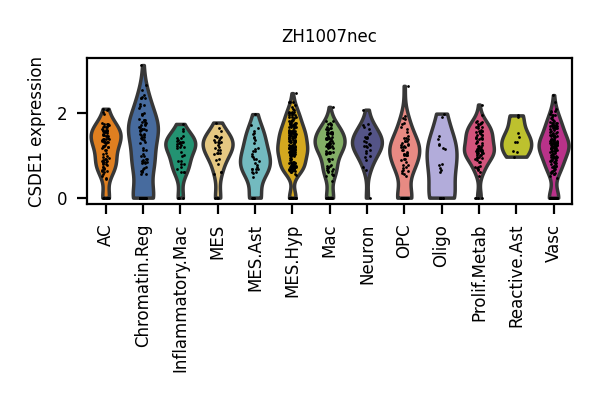 ZH1007nec
CSDE1 expression
2
0
AC
Chromatin.Reg
Inflammatory.Mac
MES
MES.Ast
MES.Hyp
Mac
Neuron
OPC
Oligo
Prolif.Metab
Reactive.Ast
Vasc